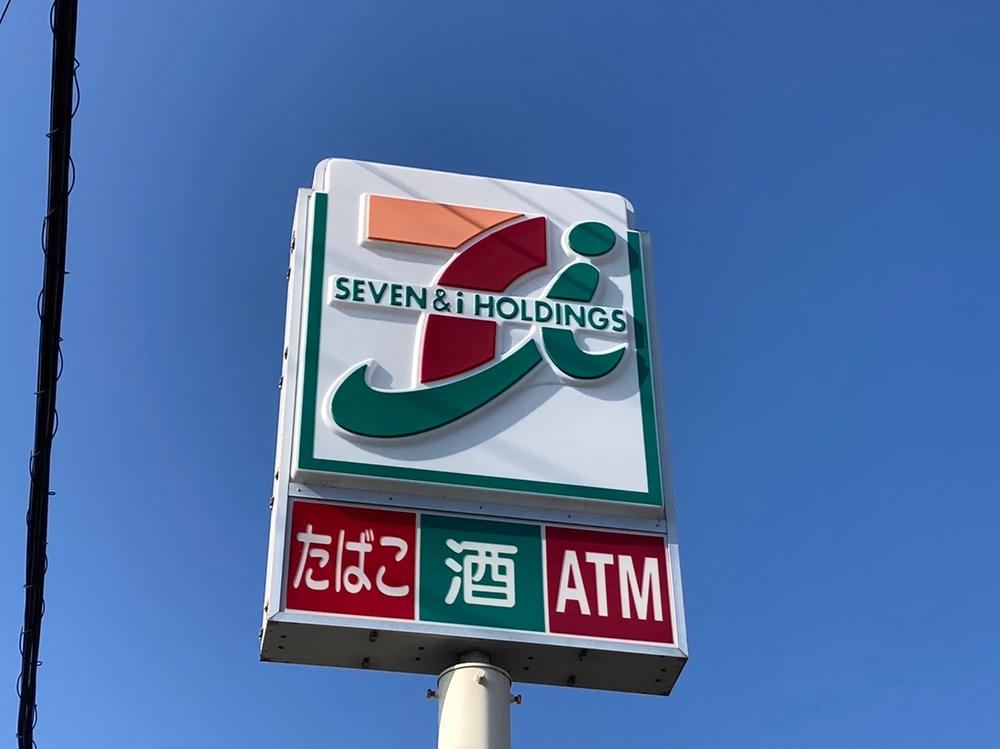 SEVEN & i HOLDINGS
たばこ 酒 ATM